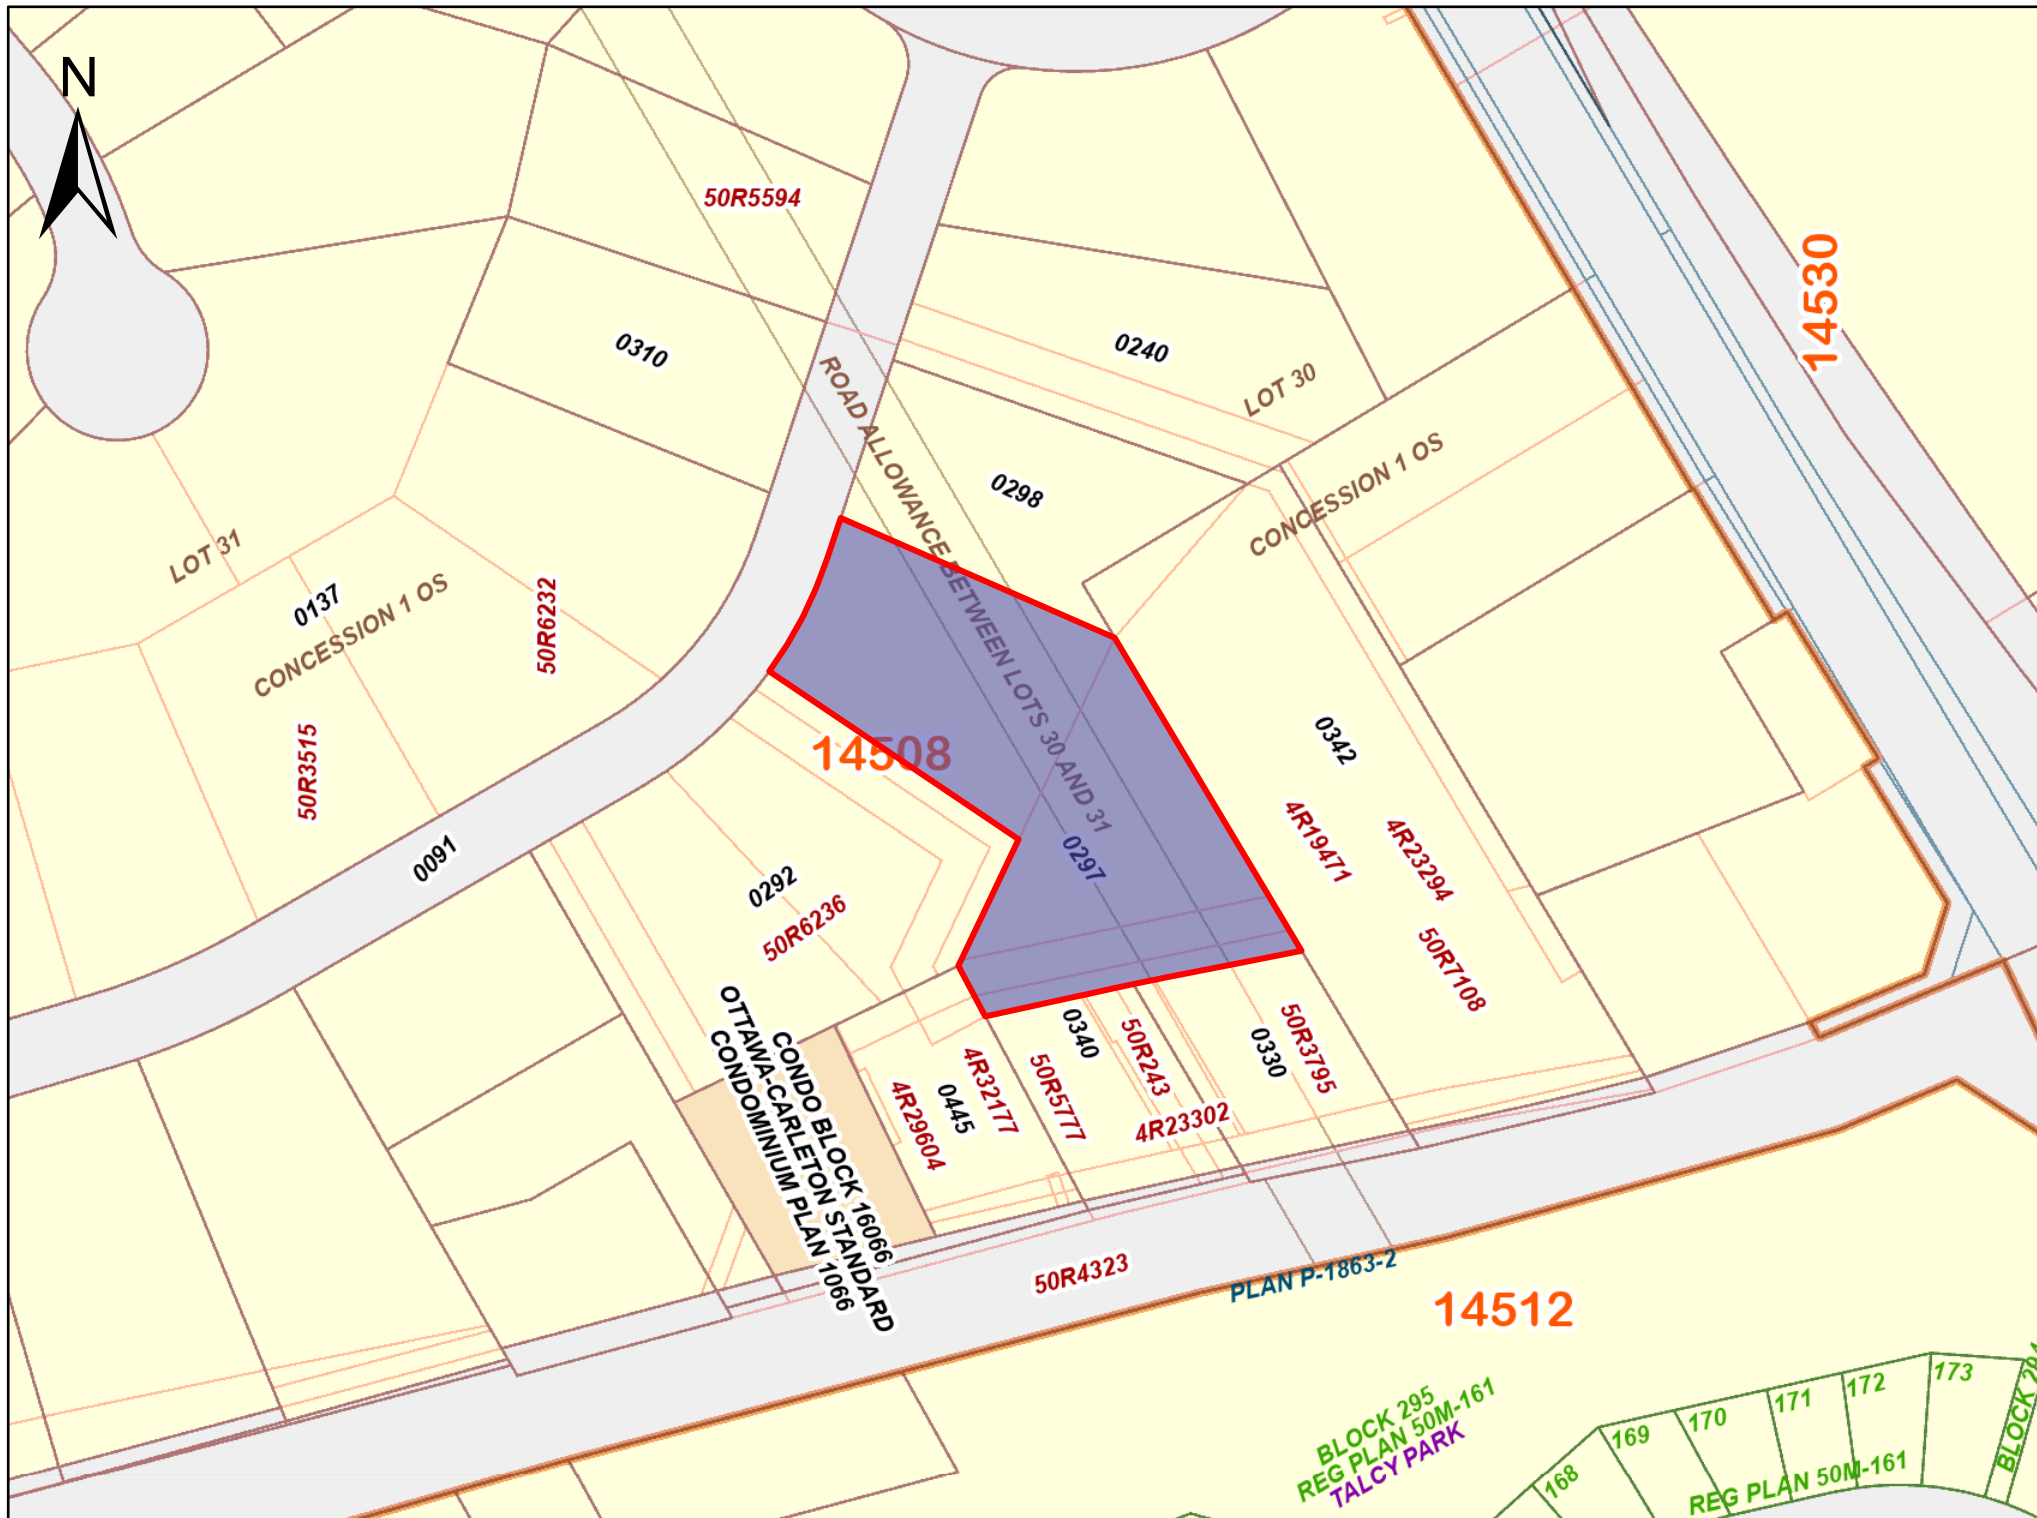 N
50R5594
14530
0310
0240
LOT 30
ROAD ALLOWANCE BETWEEN LOTS 30 AND 31
CONCESSION 1 OS
0298
LOT 31
0137
CONCESSION 1 OS
50R6232
50R3515
14508
0342
0091
0292
50R6236
0297
4R19471
4R23294
50R7108
CONDO BLOCK 16066
OTTAWA-CARLETON STANDARD
CONDOMINIUM PLAN 1066
4R29604
0445
4R32177
50R5777
0340
50R243
4R23302
0330
50R3795
50R4323
PLAN P-1863-2
14512
BLOCK 295
REG PLAN 50M-161
TALCY PARK
168
169
170
171
172
173
REG PLAN 50M-161
BLOCK 294